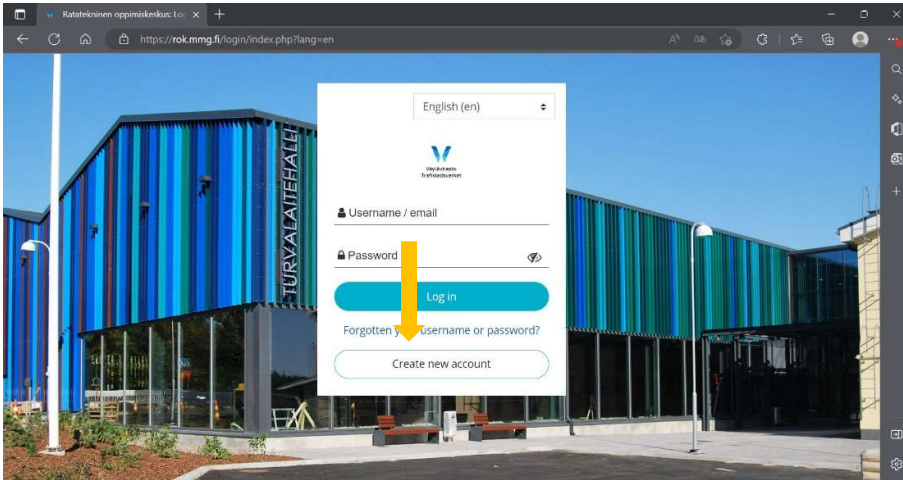 Ratatekninen oppimiskeskus: Lo
https://rok.mmg.fi/login/index.php?lang=en
English (en)
Väylävirasto
Trafikledsverket
TURVALAITEHALLI
Username / email
Password
Log in
Forgotten your username or password?
Create new account